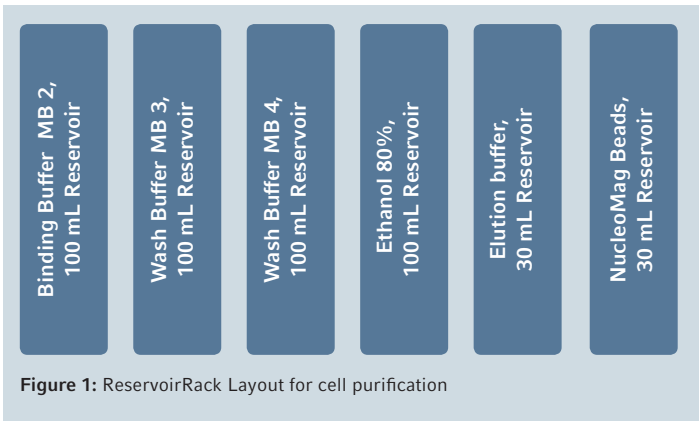 Binding Buffer MB 2,
100 mL Reservoir
Wash Buffer MB 3,
100 mL Reservoir
Wash Buffer MB 4,
100 mL Reservoir
Ethanol 80%,
100 mL Reservoir
Elution buffer,
30 mL Reservoir
NucleoMag Beads,
30 mL Reservoir
Figure 1: ReservoirRack Layout for cell purification